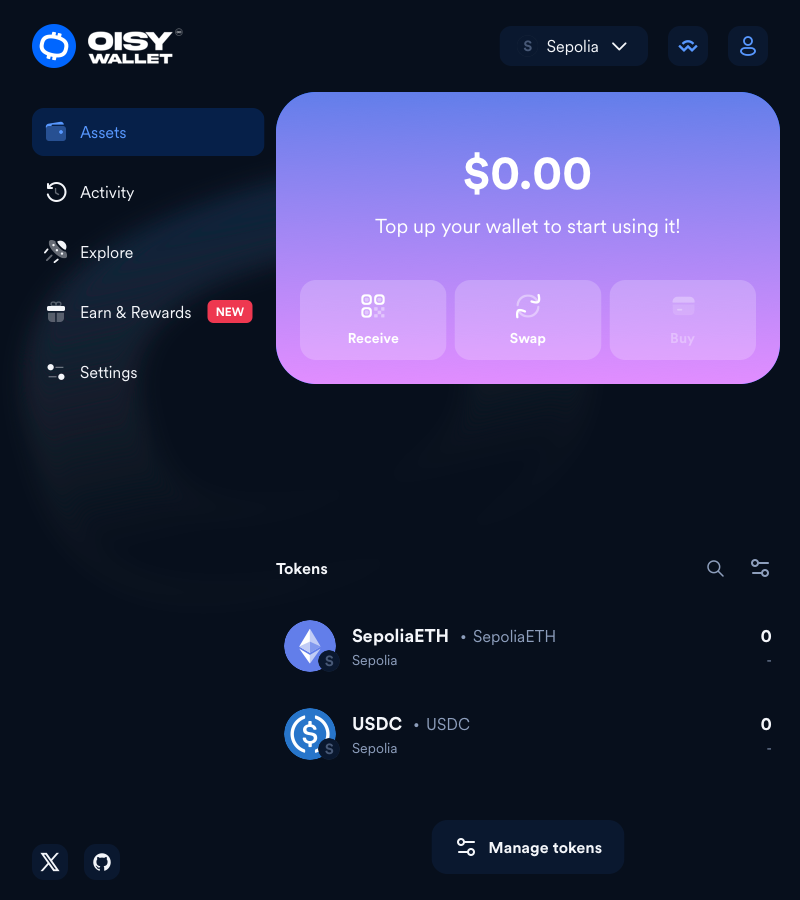 OISY
WALLET
S Sepolia
Assets
Activity
Explore
Earn & Rewards NEW
Settings
$0.00
Top up your wallet to start using it!
Receive Swap Buy
Tokens
SepoliaETH • SepoliaETH 0
S Sepolia -
USDC • USDC 0
$ S Sepolia -
Manage tokens